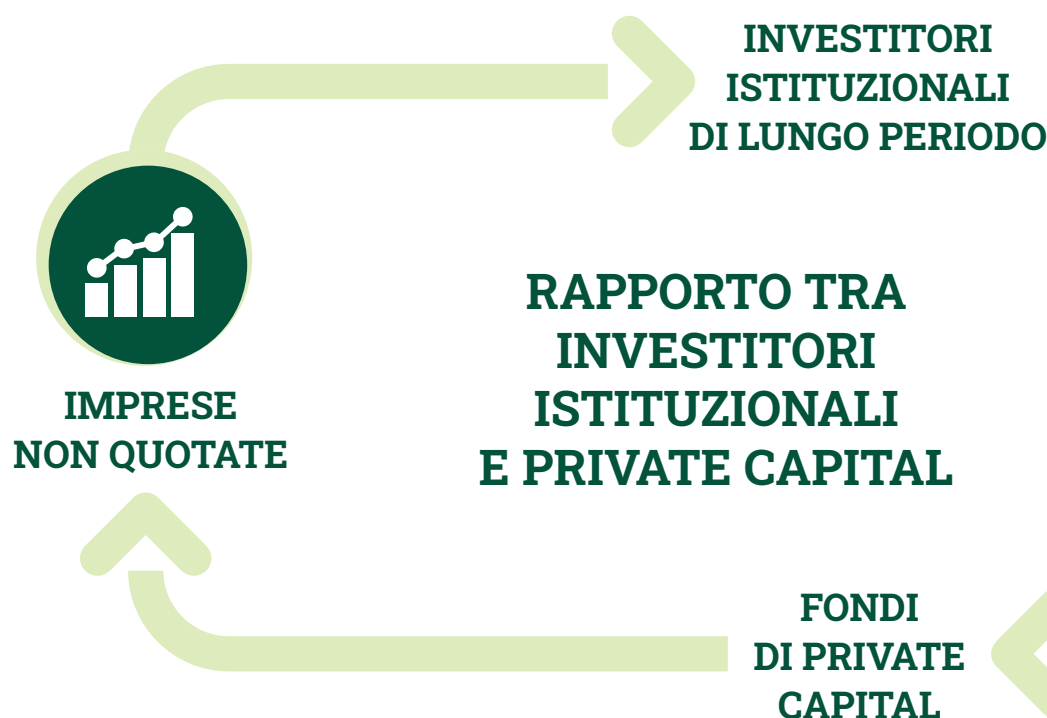 INVESTITORI
ISTITUZIONALI
DI LUNGO PERIODO
RAPPORTO TRA
INVESTITORI
ISTITUZIONALI
E PRIVATE CAPITAL
IMPRESE
NON QUOTATE
FONDI
DI PRIVATE
CAPITAL